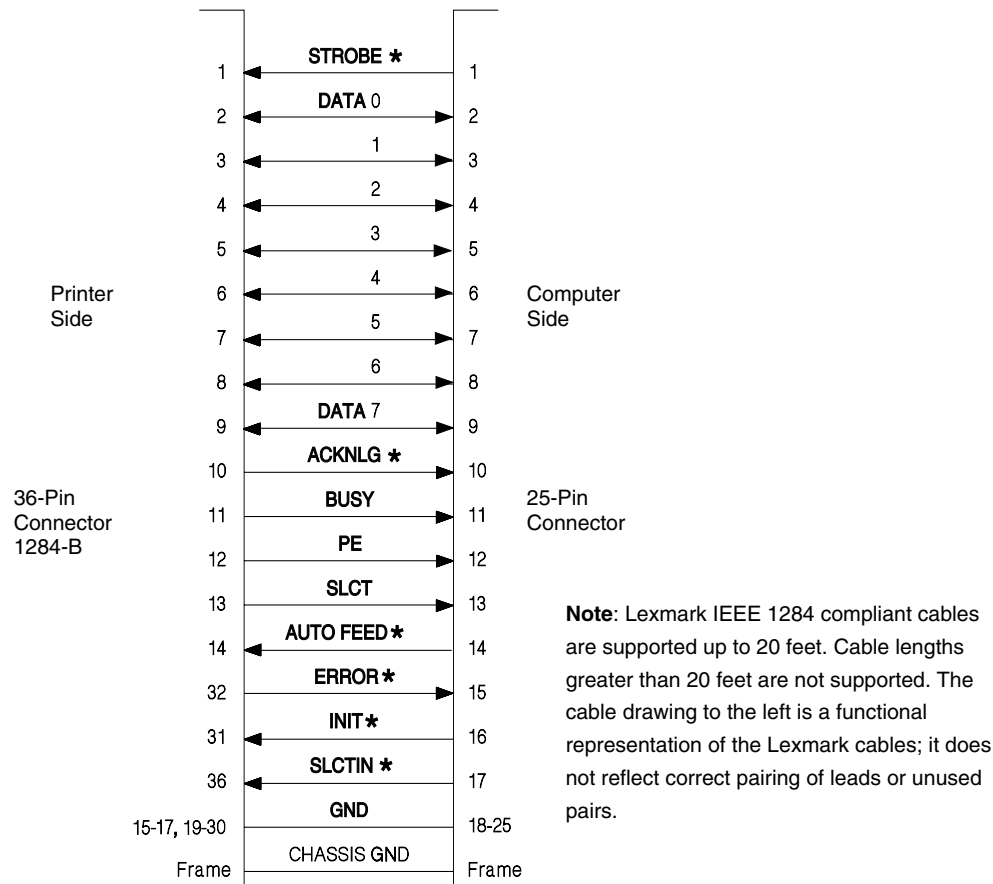 STROBE *
1 1
DATA 0
2 2
1
3 3
2
4 4
3
5 5
4
Printer
Side
6 6
Computer
Side
5
7 7
6
8 8
DATA 7
9 9
ACKNLG *
10 10
36-Pin
Connector
1284-B
BUSY
11 11
25-Pin
Connector
PE
12 12
SLCT
13 13
AUTO FEED *
14 14
ERROR *
32 15
INIT *
31 16
SLCTIN *
36 17
GND
15-17, 19-30 18-25
CHASSIS GND
Frame Frame
Note: Lexmark IEEE 1284 compliant cables
are supported up to 20 feet. Cable lengths
greater than 20 feet are not supported. The
cable drawing to the left is a functional
representation of the Lexmark cables; it does
not reflect correct pairing of leads or unused
pairs.